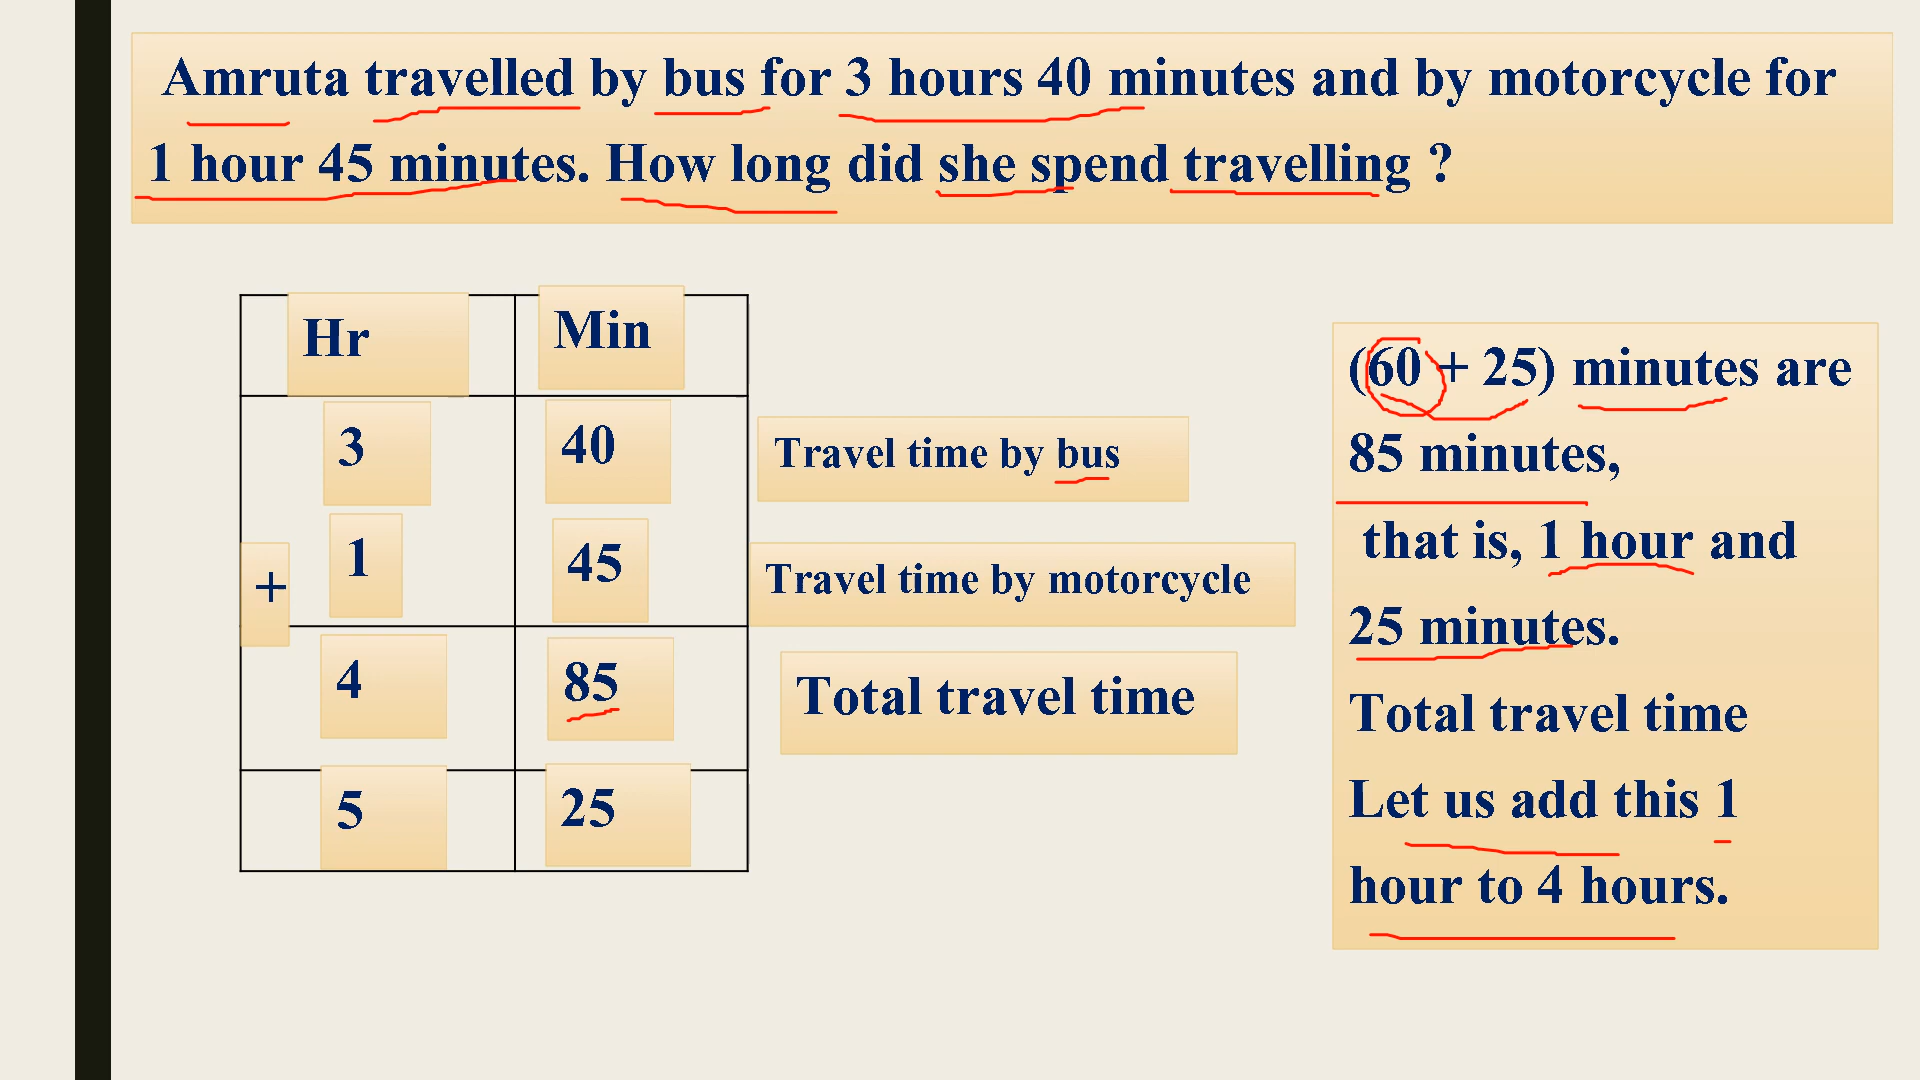 Amruta travelled by bus for 3 hours 40 minutes and by motorcycle for
1 hour 45 minutes. How long did she spend travelling ?
Hr Min
3 40 Travel time by bus
+ 1 45 Travel time by motorcycle
4 85 Total travel time
5 25
(60 + 25) minutes are
85 minutes,
that is, 1 hour and
25 minutes.
Total travel time
Let us add this 1
hour to 4 hours.